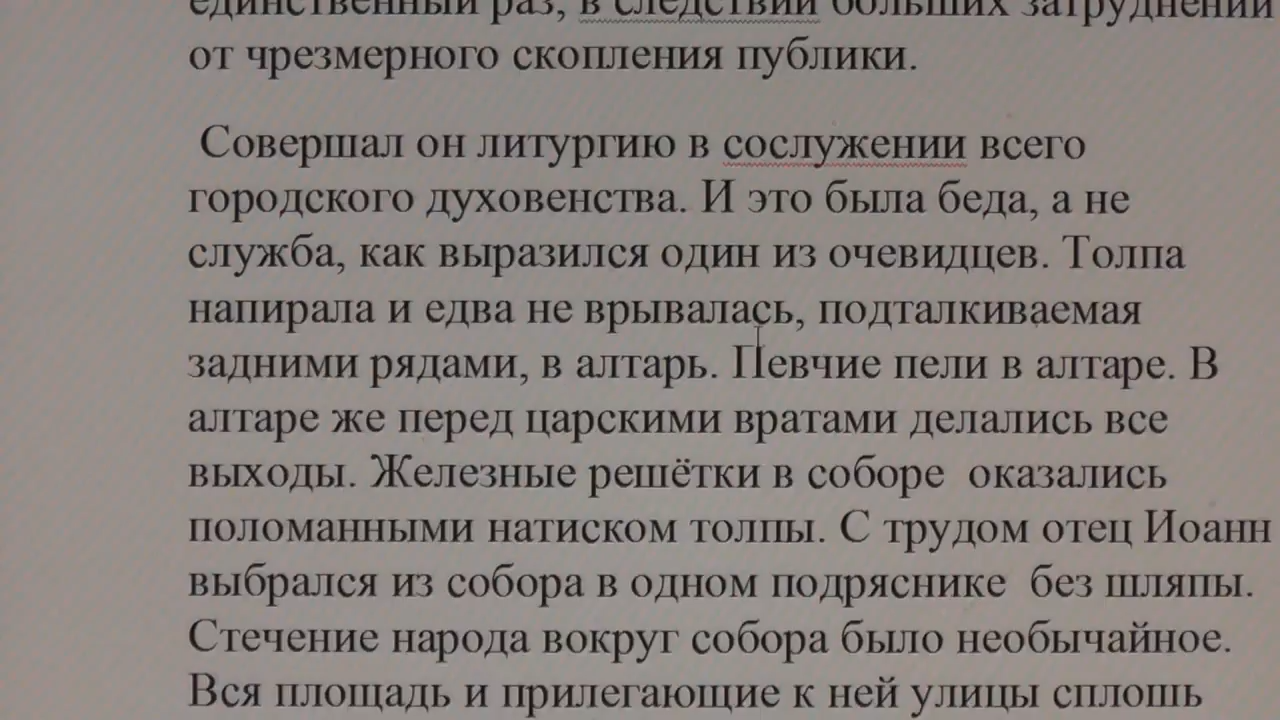 единственный раз, в следствии больших затруднений
от чрезмерного скопления публики.
Совершал он литургию в сослужении всего
городского духовенства. И это была беда, а не
служба, как выразился один из очевидцев. Толпа
напирала и едва не врывалась, подталкиваемая
задними рядами, в алтарь. Певчие пели в алтаре. В
алтаре же перед царскими вратами делались все
выходы. Железные решётки в соборе  оказались
поломанными натиском толпы. С трудом отец Иоанн
выбрался из собора в одном подряснике  без шляпы.
Стечение народа вокруг собора было необычайное.
Вся площадь и прилегающие к ней улицы сплошь